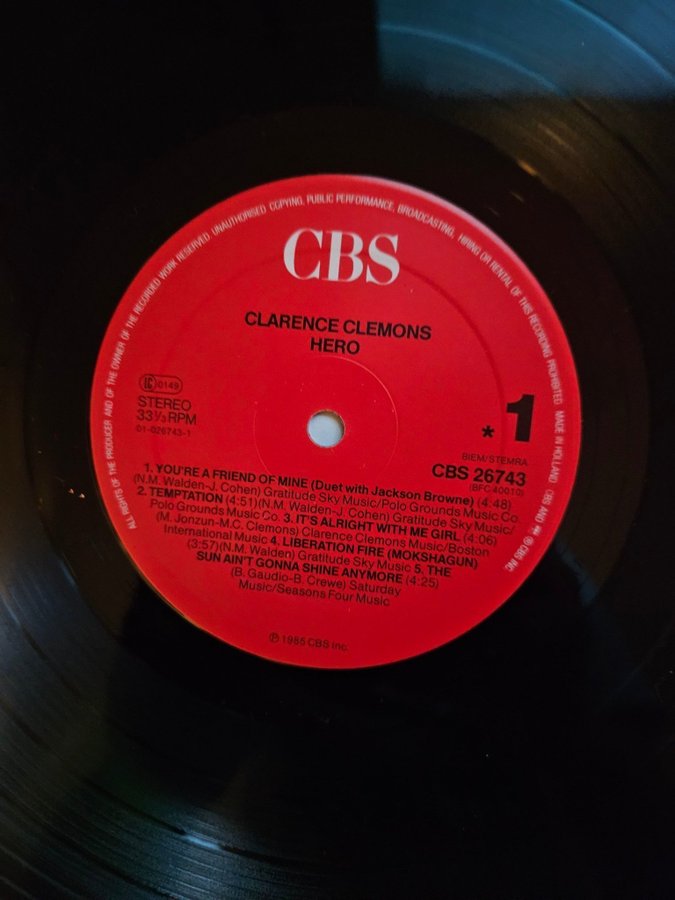 ALL RIGHTS OF THE PRODUCER AND OF THE OWNER OF THE RECORDED WORK RESERVED. UNAUTHORISED COPYING, PUBLIC PERFORMANCE, BROADCASTING, HIRING OR RENTAL OF THIS RECORDING PROHIBITED. MADE IN HOLLAND. CBS AND ® CBS INC.
CBS
CLARENCE CLEMONS
HERO
LC 0149
STEREO
33⅓ RPM
01-026743-1
* 1
BIEM/STEMRA
CBS 26743
(BFC 40010)
1. YOU'RE A FRIEND OF MINE (Duet with Jackson Browne) (4:48)
(N.M. Walden-J. Cohen) Gratitude Sky Music/Polo Grounds Music Co.
2. TEMPTATION (4:51)(N.M. Walden-J. Cohen) Gratitude Sky Music/
Polo Grounds Music Co. 3. IT'S ALRIGHT WITH ME GIRL (4:06)
(M. Jonzun-M.C. Clemons) Clarence Clemons Music/Boston
International Music 4. LIBERATION FIRE (MOKSHAGUN)
(3:57)(N.M. Walden) Gratitude Sky Music 5. THE
SUN AIN'T GONNA SHINE ANYMORE (4:25)
(B. Gaudio-B. Crewe) Saturday
Music/Seasons Four Music
℗ 1985 CBS Inc.